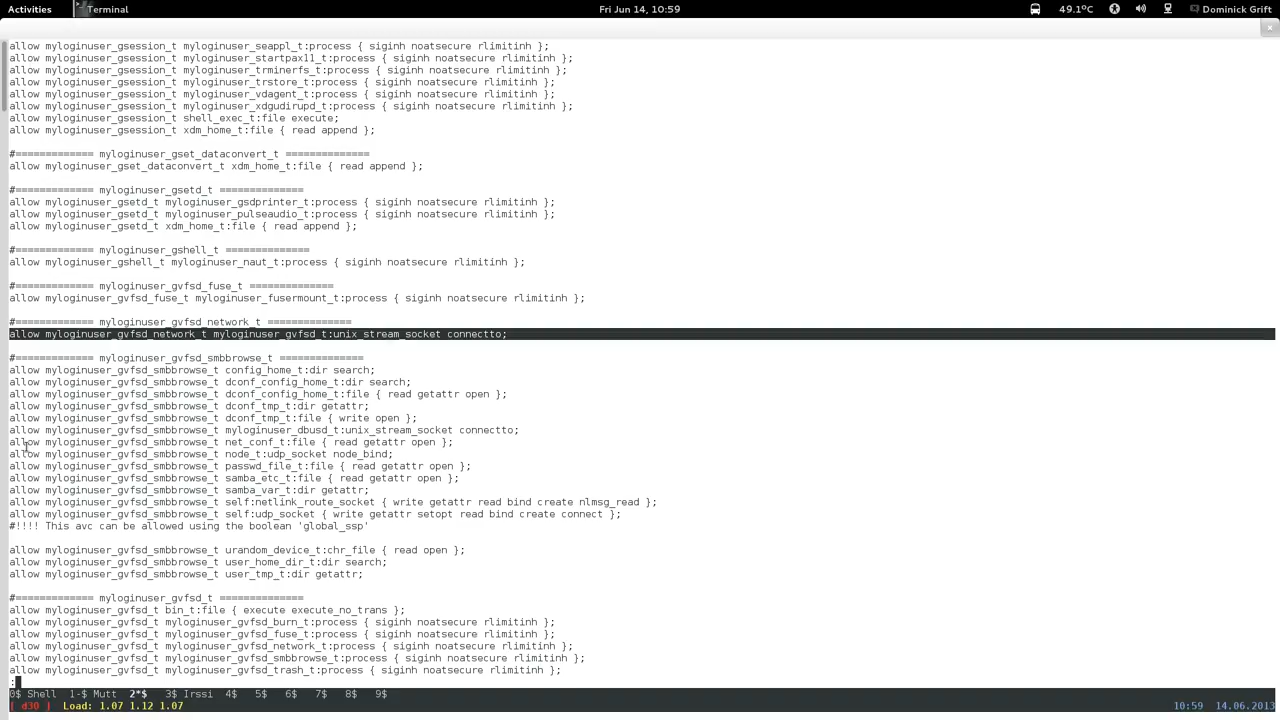 Activities Terminal Fri Jun 14, 10:59 49.1°C Dominick Grift
allow myloginuser_gsession_t myloginuser_seappl_t:process { siginh noatsecure rlimitinh };
allow myloginuser_gsession_t myloginuser_startpax11_t:process { siginh noatsecure rlimitinh };
allow myloginuser_gsession_t myloginuser_trminerfs_t:process { siginh noatsecure rlimitinh };
allow myloginuser_gsession_t myloginuser_trstore_t:process { siginh noatsecure rlimitinh };
allow myloginuser_gsession_t myloginuser_vdagent_t:process { siginh noatsecure rlimitinh };
allow myloginuser_gsession_t myloginuser_xdgudirupd_t:process { siginh noatsecure rlimitinh };
allow myloginuser_gsession_t shell_exec_t:file execute;
allow myloginuser_gsession_t xdm_home_t:file { read append };
#============= myloginuser_gset_dataconvert_t ==============
allow myloginuser_gset_dataconvert_t xdm_home_t:file { read append };
#============= myloginuser_gsetd_t ==============
allow myloginuser_gsetd_t myloginuser_gsdprinter_t:process { siginh noatsecure rlimitinh };
allow myloginuser_gsetd_t myloginuser_pulseaudio_t:process { siginh noatsecure rlimitinh };
allow myloginuser_gsetd_t xdm_home_t:file { read append };
#============= myloginuser_gshell_t ==============
allow myloginuser_gshell_t myloginuser_naut_t:process { siginh noatsecure rlimitinh };
#============= myloginuser_gvfsd_fuse_t ==============
allow myloginuser_gvfsd_fuse_t myloginuser_fusermount_t:process { siginh noatsecure rlimitinh };
#============= myloginuser_gvfsd_network_t ==============
allow myloginuser_gvfsd_network_t myloginuser_gvfsd_t:unix_stream_socket connectto;
#============= myloginuser_gvfsd_smbbrowse_t ==============
allow myloginuser_gvfsd_smbbrowse_t config_home_t:dir search;
allow myloginuser_gvfsd_smbbrowse_t dconf_config_home_t:dir search;
allow myloginuser_gvfsd_smbbrowse_t dconf_config_home_t:file { read getattr open };
allow myloginuser_gvfsd_smbbrowse_t dconf_tmp_t:dir getattr;
allow myloginuser_gvfsd_smbbrowse_t dconf_tmp_t:file { write open };
allow myloginuser_gvfsd_smbbrowse_t myloginuser_dbusd_t:unix_stream_socket connectto;
allow myloginuser_gvfsd_smbbrowse_t net_conf_t:file { read getattr open };
allow myloginuser_gvfsd_smbbrowse_t node_t:udp_socket node_bind;
allow myloginuser_gvfsd_smbbrowse_t passwd_file_t:file { read getattr open };
allow myloginuser_gvfsd_smbbrowse_t samba_etc_t:file { read getattr open };
allow myloginuser_gvfsd_smbbrowse_t samba_var_t:dir getattr;
allow myloginuser_gvfsd_smbbrowse_t self:netlink_route_socket { write getattr read bind create nlmsg_read };
allow myloginuser_gvfsd_smbbrowse_t self:udp_socket { write getattr setopt read bind create connect };
#!!!! This avc can be allowed using the boolean 'global_ssp'
allow myloginuser_gvfsd_smbbrowse_t urandom_device_t:chr_file { read open };
allow myloginuser_gvfsd_smbbrowse_t user_home_dir_t:dir search;
allow myloginuser_gvfsd_smbbrowse_t user_tmp_t:dir getattr;
#============= myloginuser_gvfsd_t ==============
allow myloginuser_gvfsd_t bin_t:file { execute execute_no_trans };
allow myloginuser_gvfsd_t myloginuser_gvfsd_burn_t:process { siginh noatsecure rlimitinh };
allow myloginuser_gvfsd_t myloginuser_gvfsd_fuse_t:process { siginh noatsecure rlimitinh };
allow myloginuser_gvfsd_t myloginuser_gvfsd_network_t:process { siginh noatsecure rlimitinh };
allow myloginuser_gvfsd_t myloginuser_gvfsd_smbbrowse_t:process { siginh noatsecure rlimitinh };
allow myloginuser_gvfsd_t myloginuser_gvfsd_trash_t:process { siginh noatsecure rlimitinh };
:
0$ Shell 1-$ Mutt 2*$ 3$ Irssi 4$ 5$ 6$ 7$ 8$ 9$
[ d30 ] Load: 1.07 1.12 1.07 10:59 14.06.2013